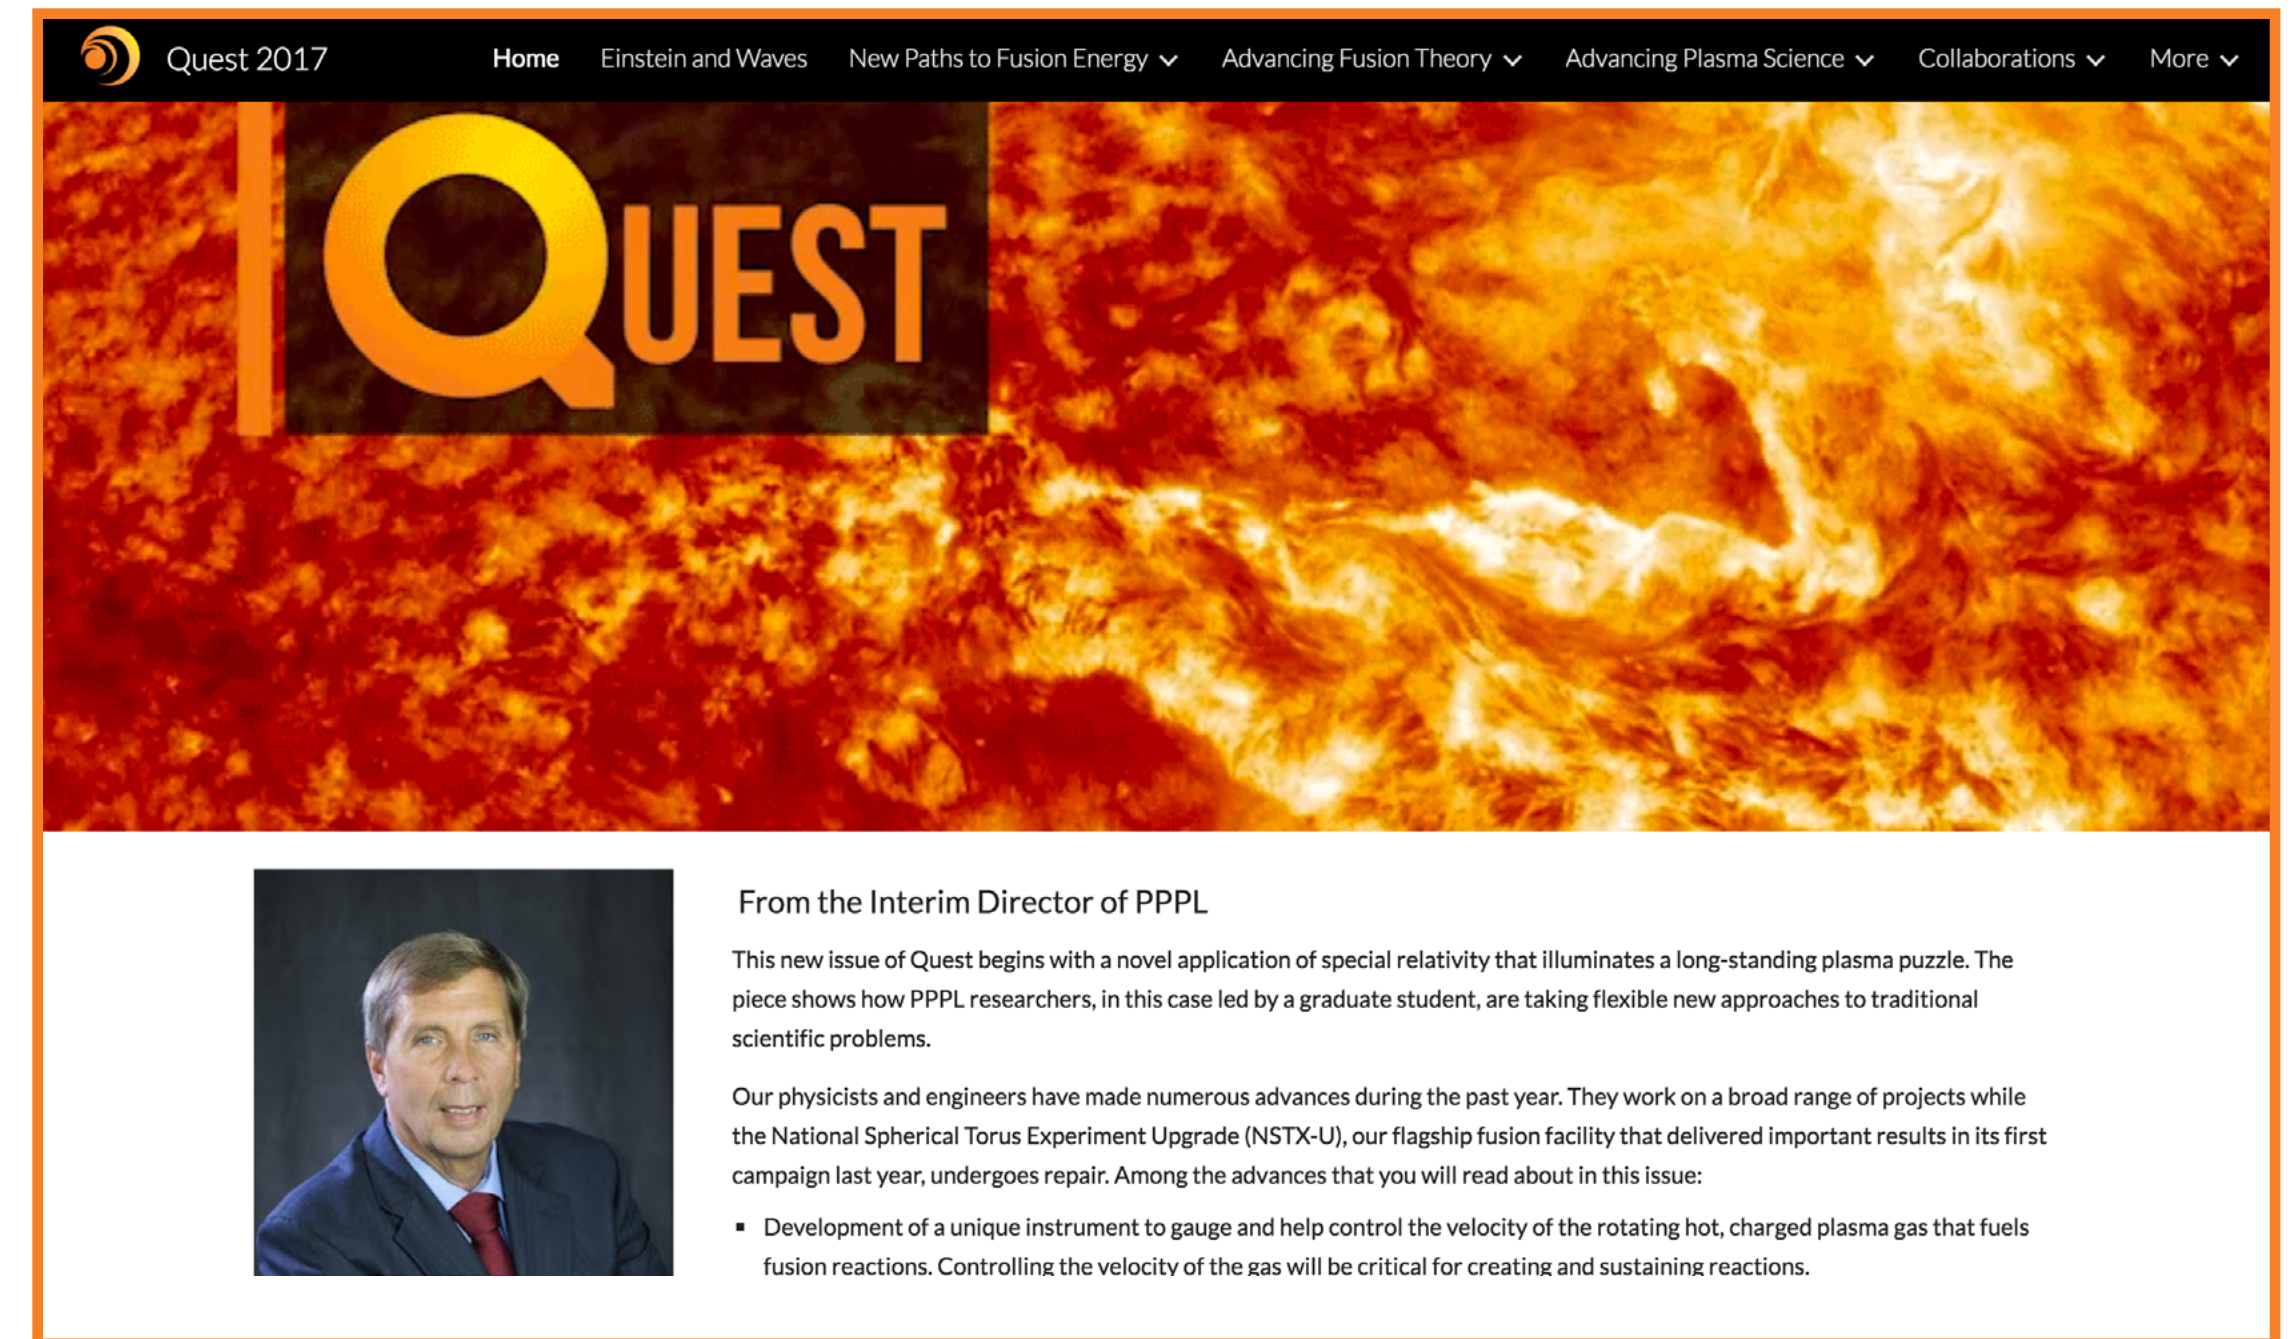 Quest 2017 Home Einstein and Waves New Paths to Fusion Energy Advancing Fusion Theory Advancing Plasma Science Collaborations More
QUEST
From the Interim Director of PPPL
This new issue of Quest begins with a novel application of special relativity that illuminates a long-standing plasma puzzle. The
piece shows how PPPL researchers, in this case led by a graduate student, are taking flexible new approaches to traditional
scientific problems.
Our physicists and engineers have made numerous advances during the past year. They work on a broad range of projects while
the National Spherical Torus Experiment Upgrade (NSTX-U), our flagship fusion facility that delivered important results in its first
campaign last year, undergoes repair. Among the advances that you will read about in this issue:
▪ Development of a unique instrument to gauge and help control the velocity of the rotating hot, charged plasma gas that fuels
fusion reactions. Controlling the velocity of the gas will be critical for creating and sustaining reactions.